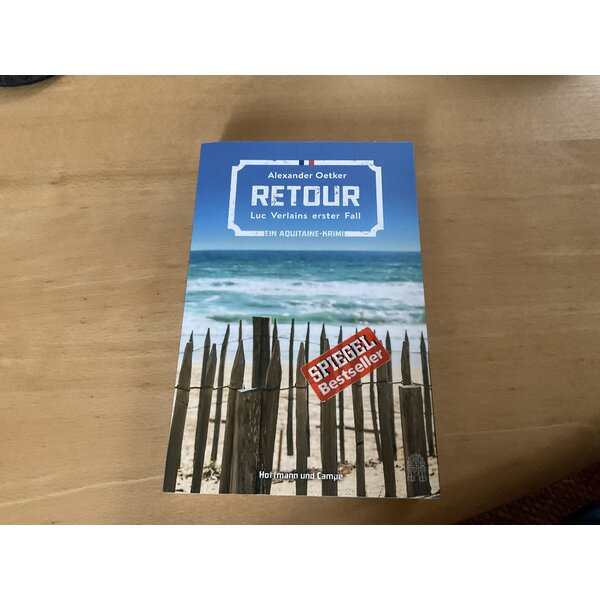 Alexander Oetker
RETOUR
Luc Verlains erster Fall
EIN AQUITAINE-KRIMI
SPIEGEL
Bestseller
Hoffmann und Campe